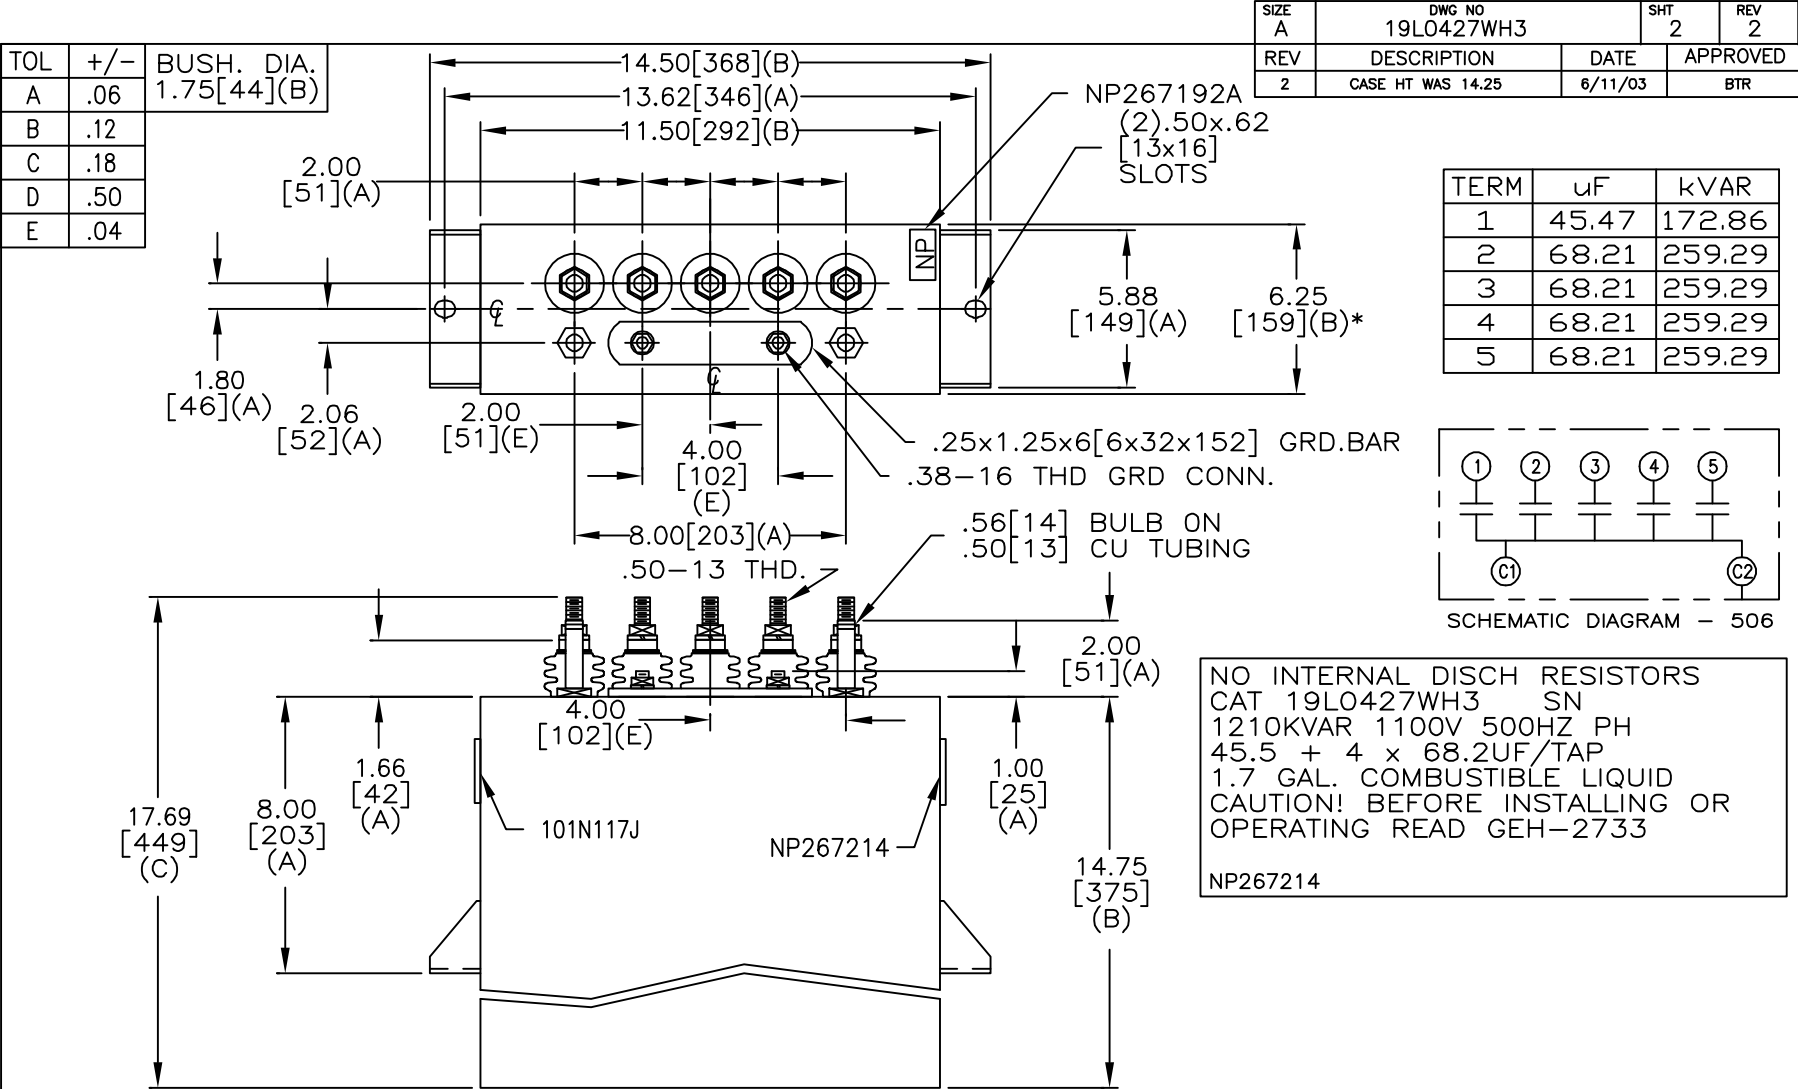 SIZE DWG NO SHT REV
A 19L0427WH3 2 2
REV DESCRIPTION DATE APPROVED
2 CASE HT WAS 14.25 6/11/03 BTR
TOL +/-
A .06
B .12
C .18
D .50
E .04
BUSH. DIA.
1.75[44](B)
14.50[368](B)
13.62[346](A)
11.50[292](B)
2.00
[51](A)
NP267192A
(2).50x.62
[13x16]
SLOTS
NP
5.88
[149](A)
6.25
[159](B)*
1.80
[46](A)
2.06
[52](A)
2.00
[51](E)
4.00
[102]
(E)
8.00[203](A)
CL
CL
.25x1.25x6[6x32x152] GRD.BAR
.38-16 THD GRD CONN.
.56[14] BULB ON
.50[13] CU TUBING
.50-13 THD.
TERM uF kVAR
1 45.47 172.86
2 68.21 259.29
3 68.21 259.29
4 68.21 259.29
5 68.21 259.29
1 2 3 4 5
C1 C2
SCHEMATIC DIAGRAM - 506
2.00
[51](A)
4.00
[102](E)
1.66
[42]
(A)
8.00
[203]
(A)
17.69
[449]
(C)
101N117J
NP267214
1.00
[25]
(A)
14.75
[375]
(B)
NO INTERNAL DISCH RESISTORS
CAT 19L0427WH3 SN
1210KVAR 1100V 500HZ PH
45.5 + 4 x 68.2UF/TAP
1.7 GAL. COMBUSTIBLE LIQUID
CAUTION! BEFORE INSTALLING OR
OPERATING READ GEH-2733
NP267214